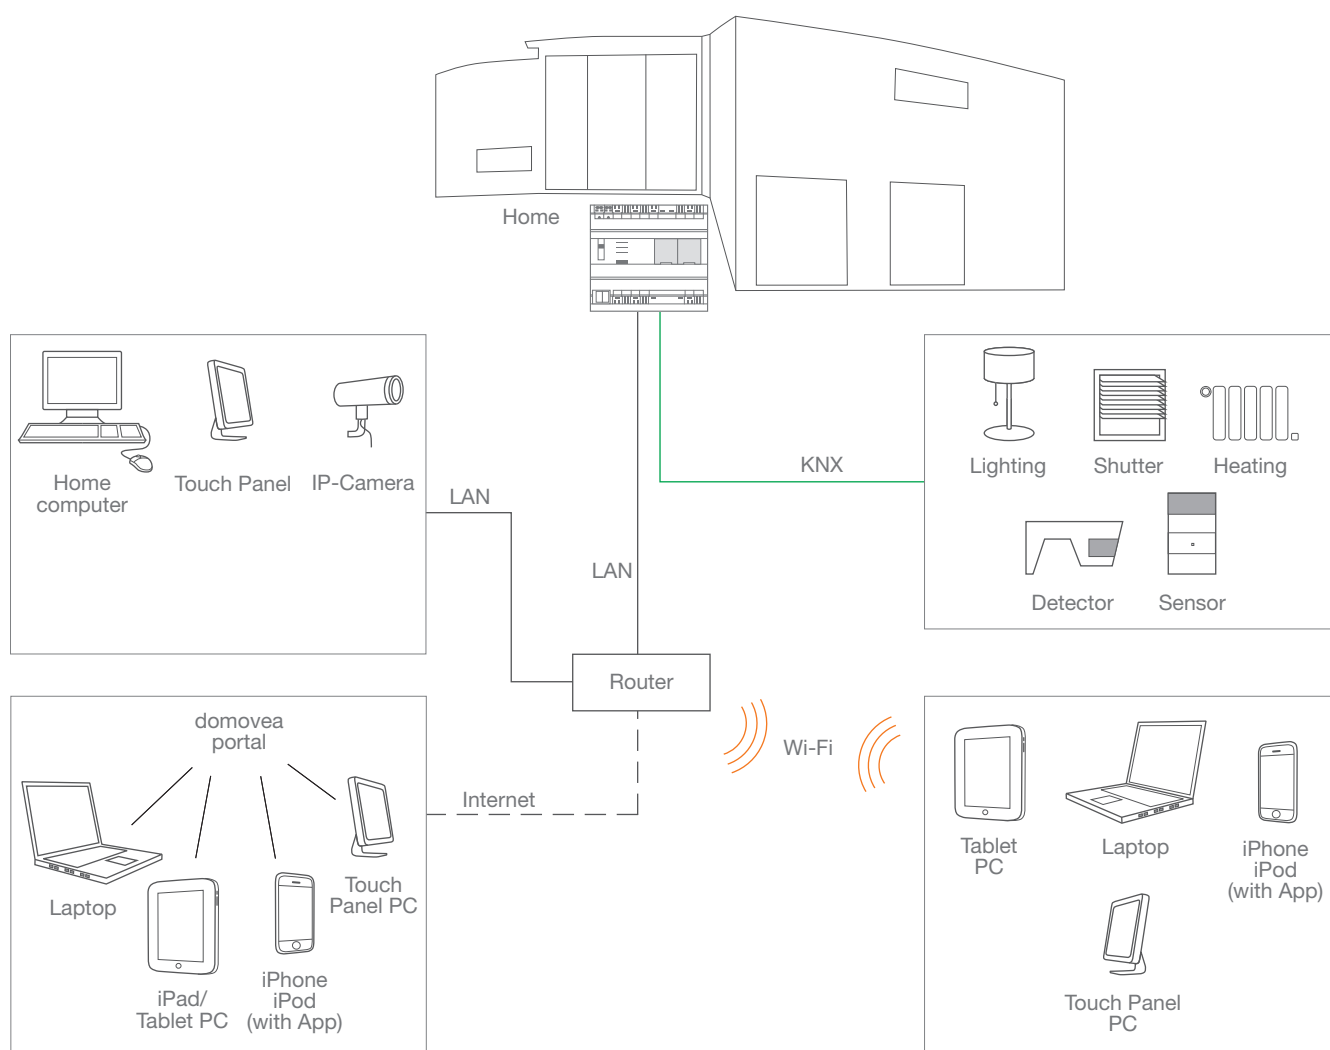 Home
Home
computer
Touch Panel
IP-Camera
LAN
KNX
Lighting
Shutter
Heating
Detector
Sensor
LAN
Router
Wi-Fi
domovea
portal
Internet
Laptop
iPad/
Tablet PC
iPhone
iPod
(with App)
Touch
Panel PC
Tablet
PC
Laptop
iPhone
iPod
(with App)
Touch Panel
PC